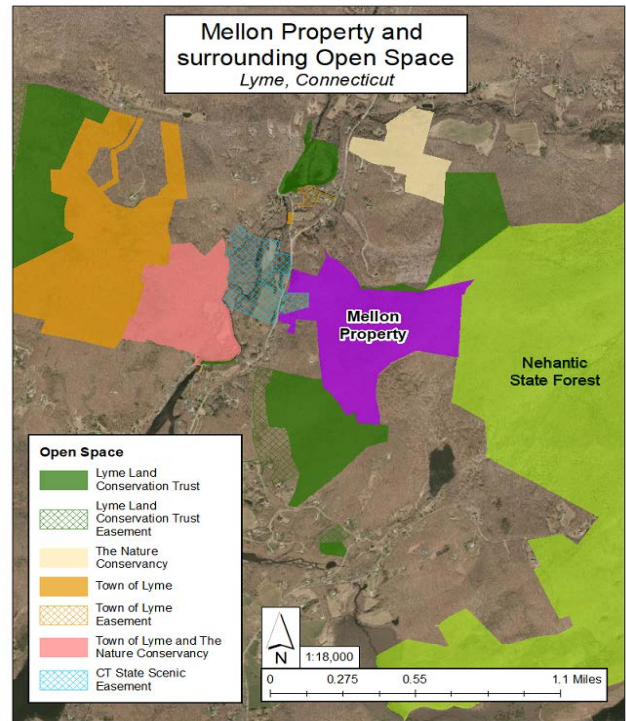 Mellon Property and
surrounding Open Space
Lyme, Connecticut
Mellon
Property
Nehantic
State Forest
Open Space
Lyme Land
Conservation Trust
Lyme Land
Conservation Trust
Easement
The Nature
Conservancy
Town of Lyme
Town of Lyme
Easement
Town of Lyme and The
Nature Conservancy
CT State Scenic
Easement
N
1:18,000
0 0.275 0.55 1.1 Miles